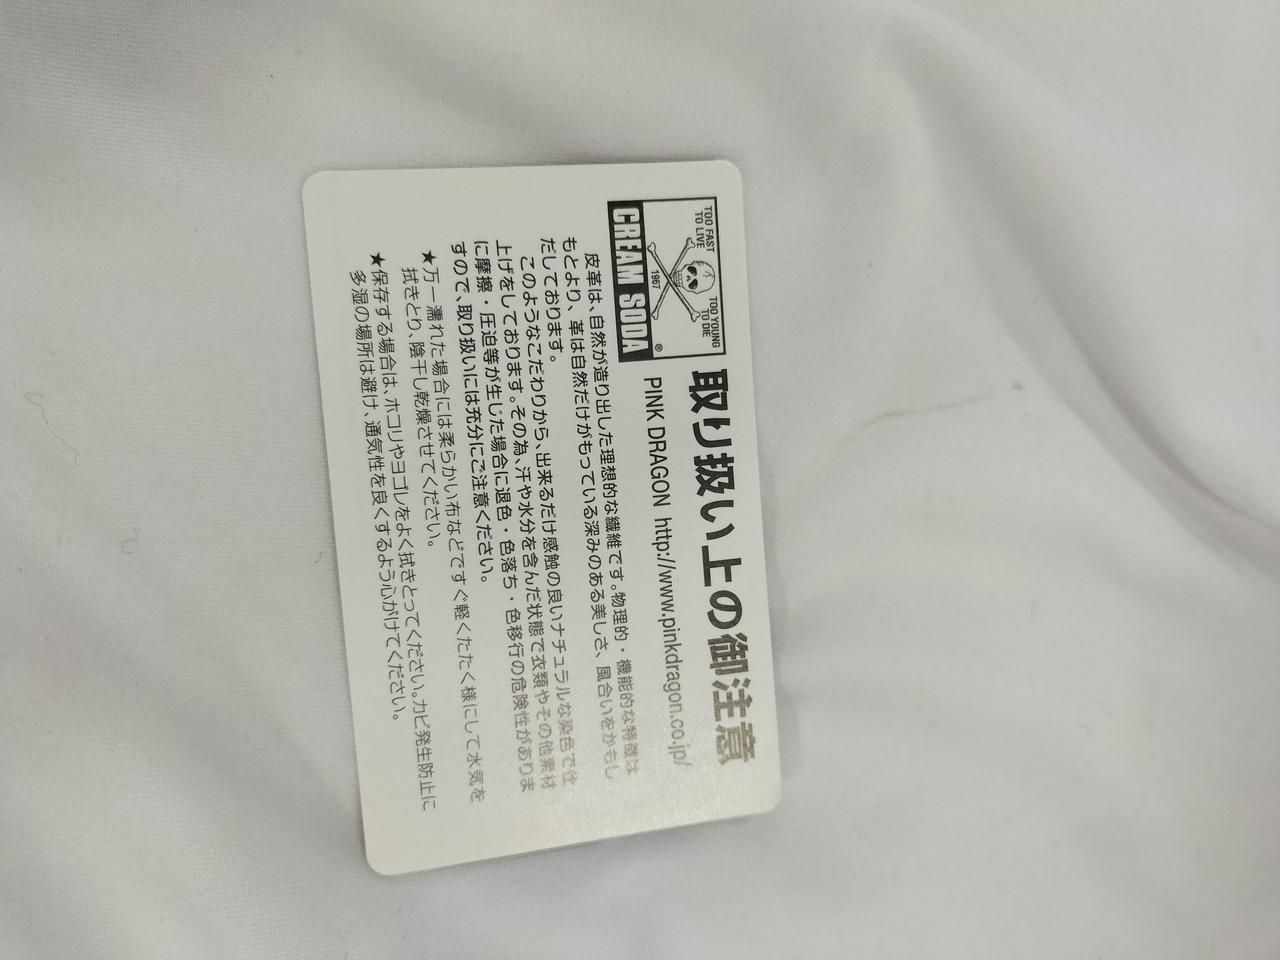 TOO FAST
TO LIVE
TOO YOUNG
TO DIE
1967
CREAM SODA
®
取り扱い上の御注意
PINK DRAGON http://www.pinkdragon.co.jp/
皮革は、自然が造り出した理想的な繊維です。物理的・機能的な特徴は
もとより、革は自然だけがもっている深みのある美しさ、風合いをかもし
だしております。
このようなこだわりから、出来るだけ感触の良いナチュラルな染色で仕
上げをしております。その為、汗や水分を含んだ状態で衣類やその他素材
に摩擦・圧迫等が生じた場合に退色・色落ち・色移行の危険性がありま
すので、取り扱いには充分にご注意ください。
★万一濡れた場合には柔らかい布などですぐ軽くたたく様にして水気を
拭きとり、陰干し乾燥させてください。
★保存する場合は、ホコリやヨゴレをよく拭きとってください。カビ発生防止に
多湿の場所は避け、通気性を良くするよう心がけてください。